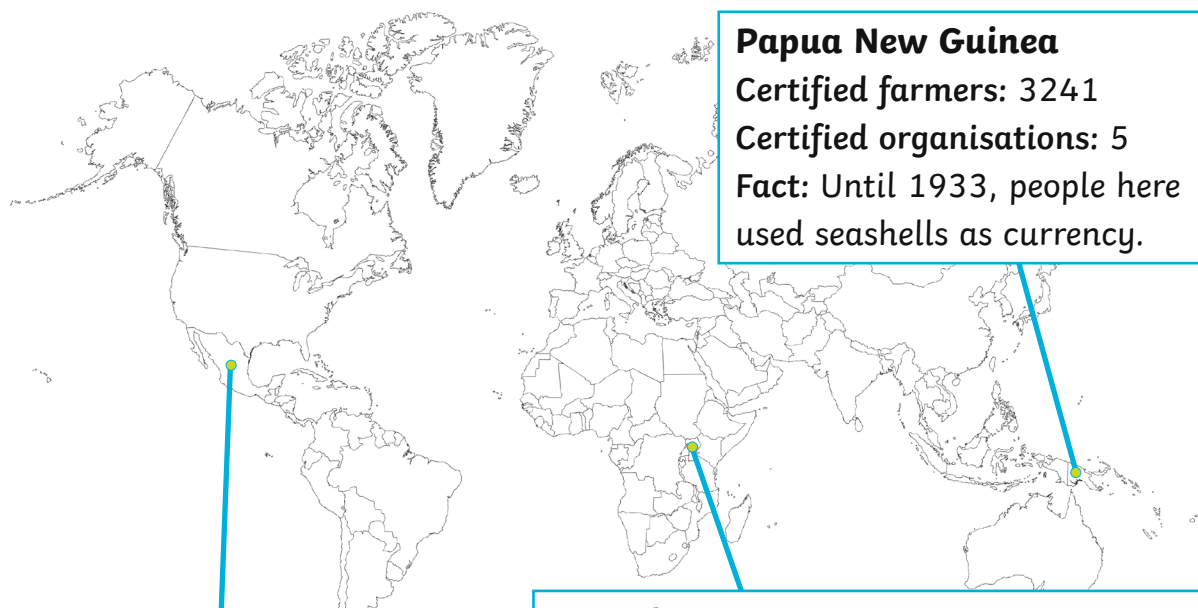 Papua New Guinea
Certified farmers: 3241
Certified organisations: 5
Fact: Until 1933, people here
used seashells as currency.